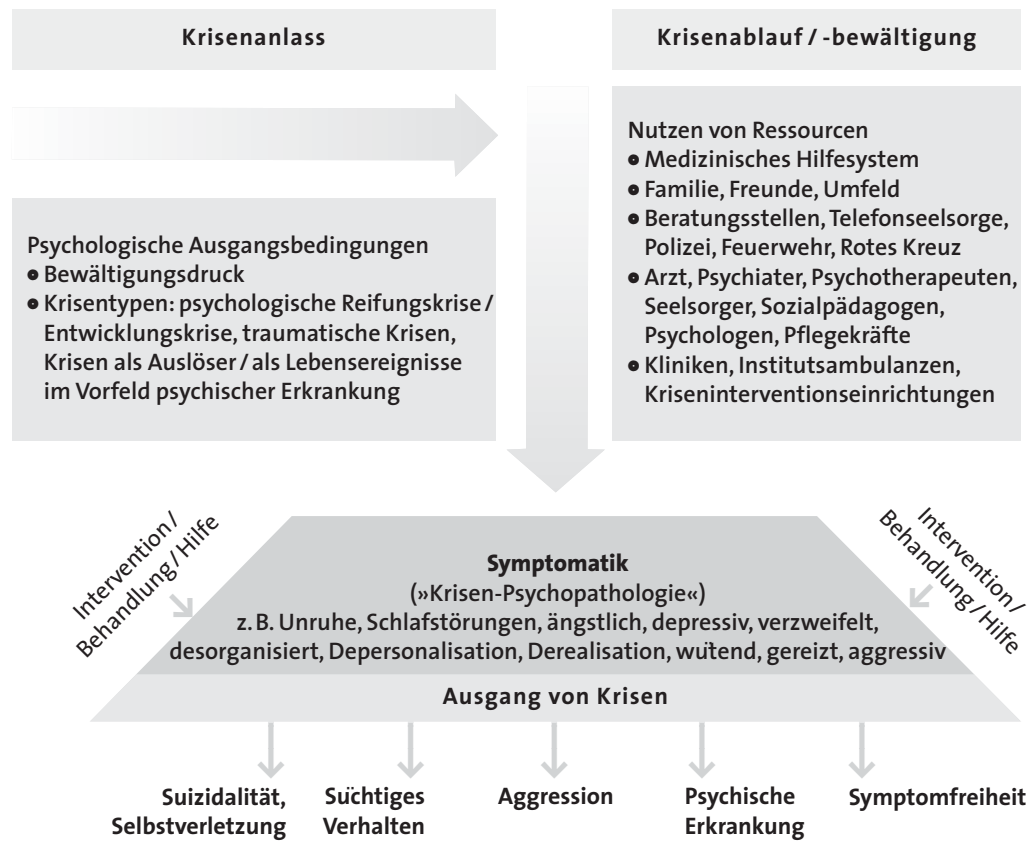 Krisenanlass
Psychologische Ausgangsbedingungen
• Bewältigungsdruck
• Krisentypen: psychologische Reifungskrise /
Entwicklungskrise, traumatische Krisen,
Krisen als Auslöser / als Lebensereignisse
im Vorfeld psychischer Erkrankung
Krisenablauf / -bewältigung
Nutzen von Ressourcen
• Medizinisches Hilfesystem
• Familie, Freunde, Umfeld
• Beratungsstellen, Telefonseelsorge,
Polizei, Feuerwehr, Rotes Kreuz
• Arzt, Psychiater, Psychotherapeuten,
Seelsorger, Sozialpädagogen,
Psychologen, Pflegekräfte
• Kliniken, Institutsambulanzen,
Kriseninterventionseinrichtungen
Intervention /
Behandlung / Hilfe
Symptomatik
(»Krisen-Psychopathologie«)
z. B. Unruhe, Schlafstörungen, ängstlich, depressiv, verzweifelt,
desorganisiert, Depersonalisation, Derealisation, wütend, gereizt, aggressiv
Intervention /
Behandlung / Hilfe
Ausgang von Krisen
Suizidalität,
Selbstverletzung
Süchtiges
Verhalten
Aggression
Psychische
Erkrankung
Symptomfreiheit